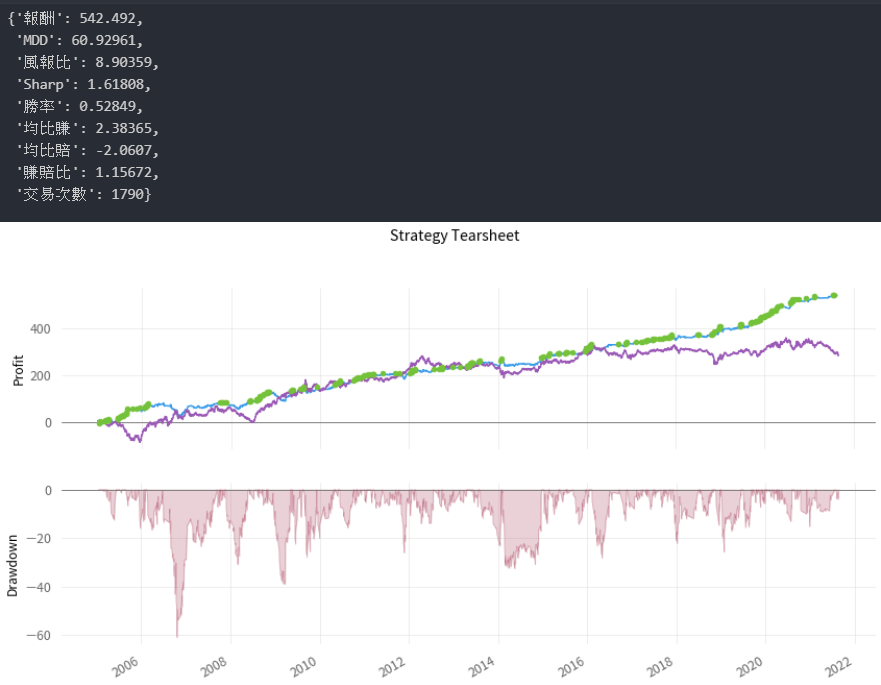 {'報酬': 542.492,
'MDD': 60.92961,
'風報比': 8.90359,
'Sharp': 1.61808,
'勝率': 0.52849,
'均比賺': 2.38365,
'均比賠': -2.0607,
'賺賠比': 1.15672,
'交易次數': 1790}
Strategy Tearsheet
Profit
400
200
0
Drawdown
0
−20
−40
−60
2006
2008
2010
2012
2014
2016
2018
2020
2022